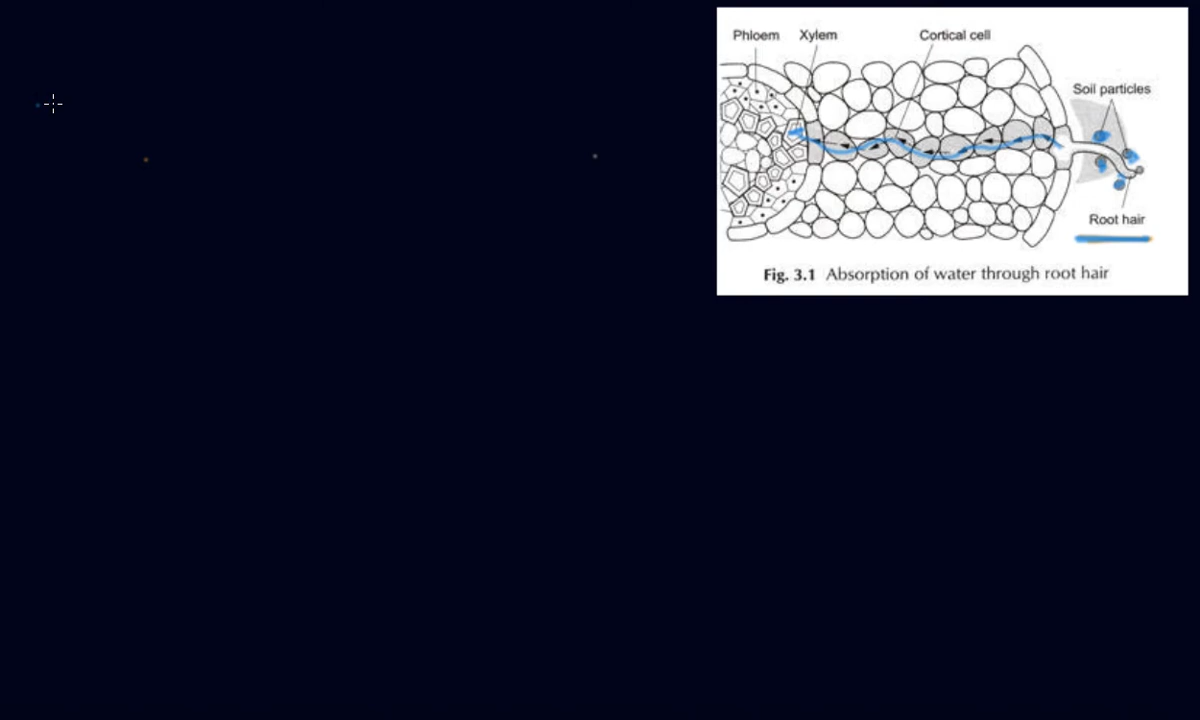 Phloem Xylem Cortical cell
Soil particles
Root hair
Fig. 3.1 Absorption of water through root hair